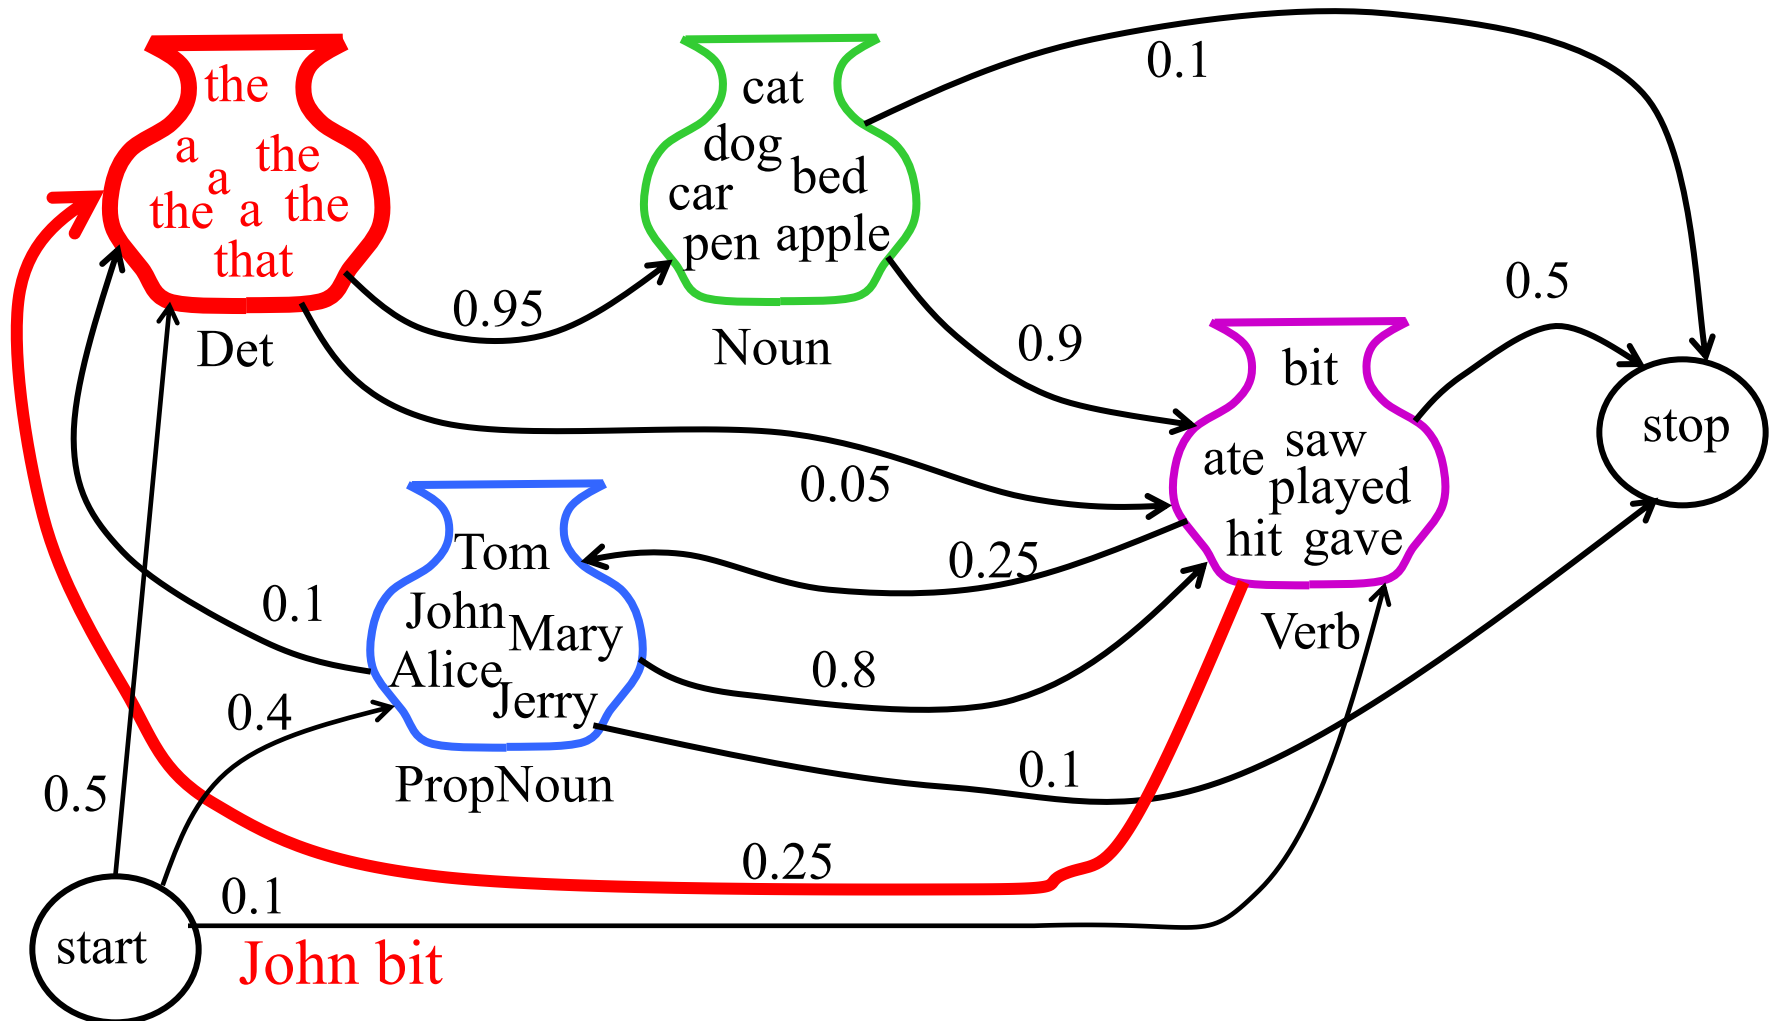 the
a
the
a
the
a
the
that
Det
0.95
cat
dog
bed
car
pen
apple
Noun
0.1
0.9
0.05
0.5
bit
saw
ate
played
hit
gave
Verb
stop
Tom
John
Mary
Alice
Jerry
PropNoun
0.25
0.8
0.1
0.1
0.4
0.5
0.25
0.1
start
John bit